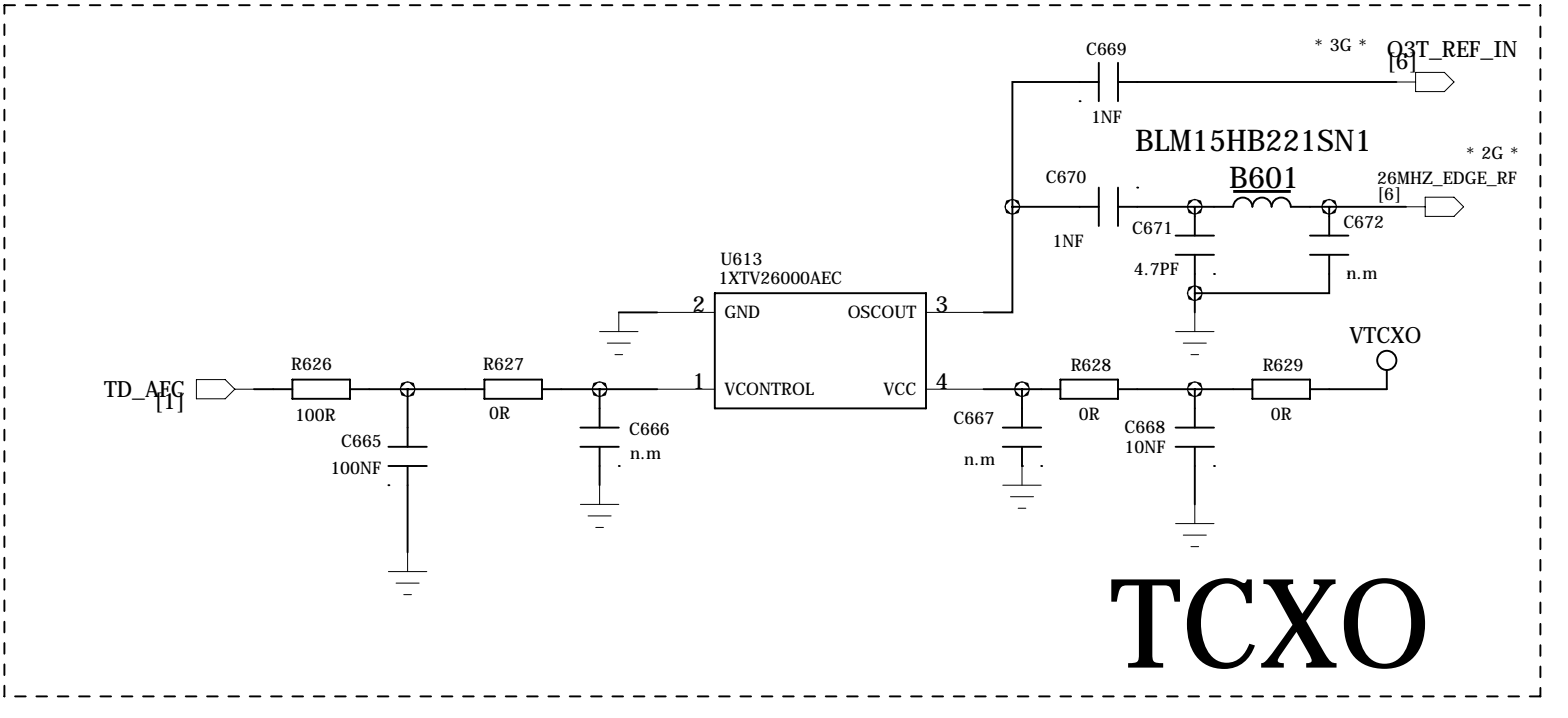 C669
* 3G *
O3T_REF_IN
[6]
1NF
BLM15HB221SN1
B601
* 2G *
26MHZ_EDGE_RF
[6]
C670
1NF
C671
4.7PF
C672
n.m
U613
1XTV26000AEC
2
GND
OSCOUT
3
1
VCONTROL
VCC
4
TD_AFC
[1]
R626
100R
R627
0R
C665
100NF
C666
n.m
R628
0R
R629
0R
VTCXO
C667
n.m
C668
10NF
TCXO